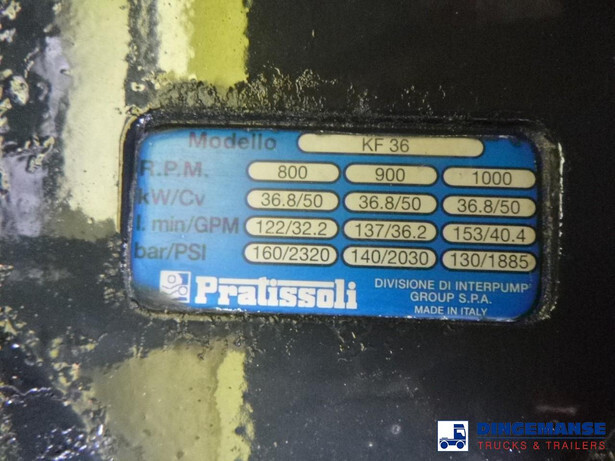 Modello KF 36
R.P.M. 800 900 1000
kW/Cv 36.8/50 36.8/50 36.8/50
l. min/GPM 122/32.2 137/36.2 153/40.4
bar/PSI 160/2320 140/2030 130/1885
Pratissoli
DIVISIONE DI INTERPUMP
GROUP S.P.A.
MADE IN ITALY
DINGEMANSE
TRUCKS & TRAILERS